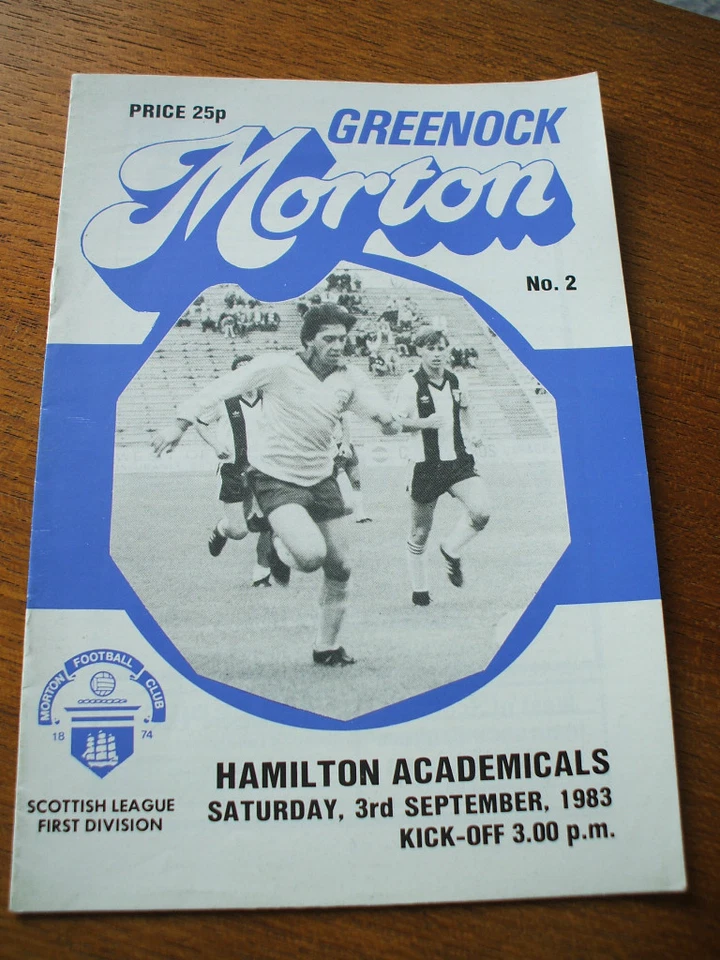 PRICE 25p
GREENOCK
Morton
No. 2
MORTON FOOTBALL CLUB
18 74
HAMILTON ACADEMICALS
SATURDAY, 3rd SEPTEMBER, 1983
KICK-OFF 3.00 p.m.
SCOTTISH LEAGUE
FIRST DIVISION